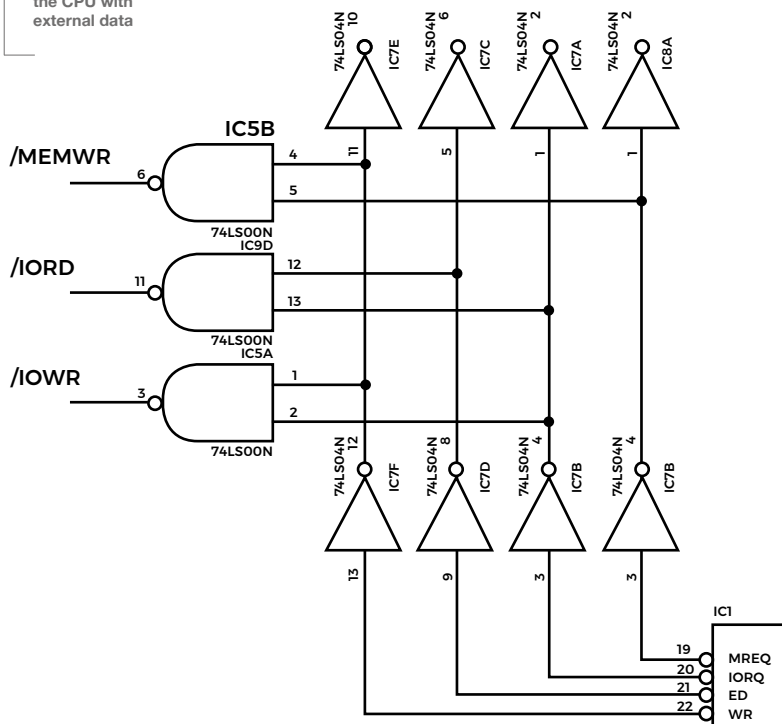 the CPU with
external data
74LS04N 10
IC7E
74LS04N 6
IC7C
74LS04N 2
IC7A
74LS04N 2
IC8A
11
5
1
1
IC5B
/MEMWR
6
4
5
74LS00N
IC9D
/IORD
11
12
13
74LS00N
IC5A
/IOWR
3
1
2
74LS00N
74LS04N 12
IC7F
74LS04N 8
IC7D
74LS04N 4
IC7B
74LS04N 4
IC7B
13
9
3
3
IC1
19
MREQ
20
IORQ
21
ED
22
WR